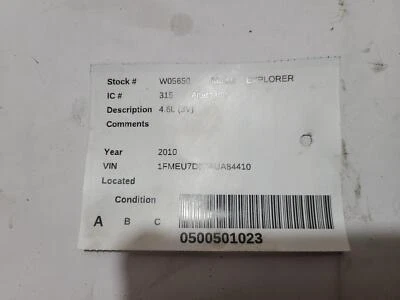 Stock # W05650 EXPLORER
IC # 315
Description 4.6L (3V)
Comments
Year 2010
VIN
Located
Condition
A B C
0500501023